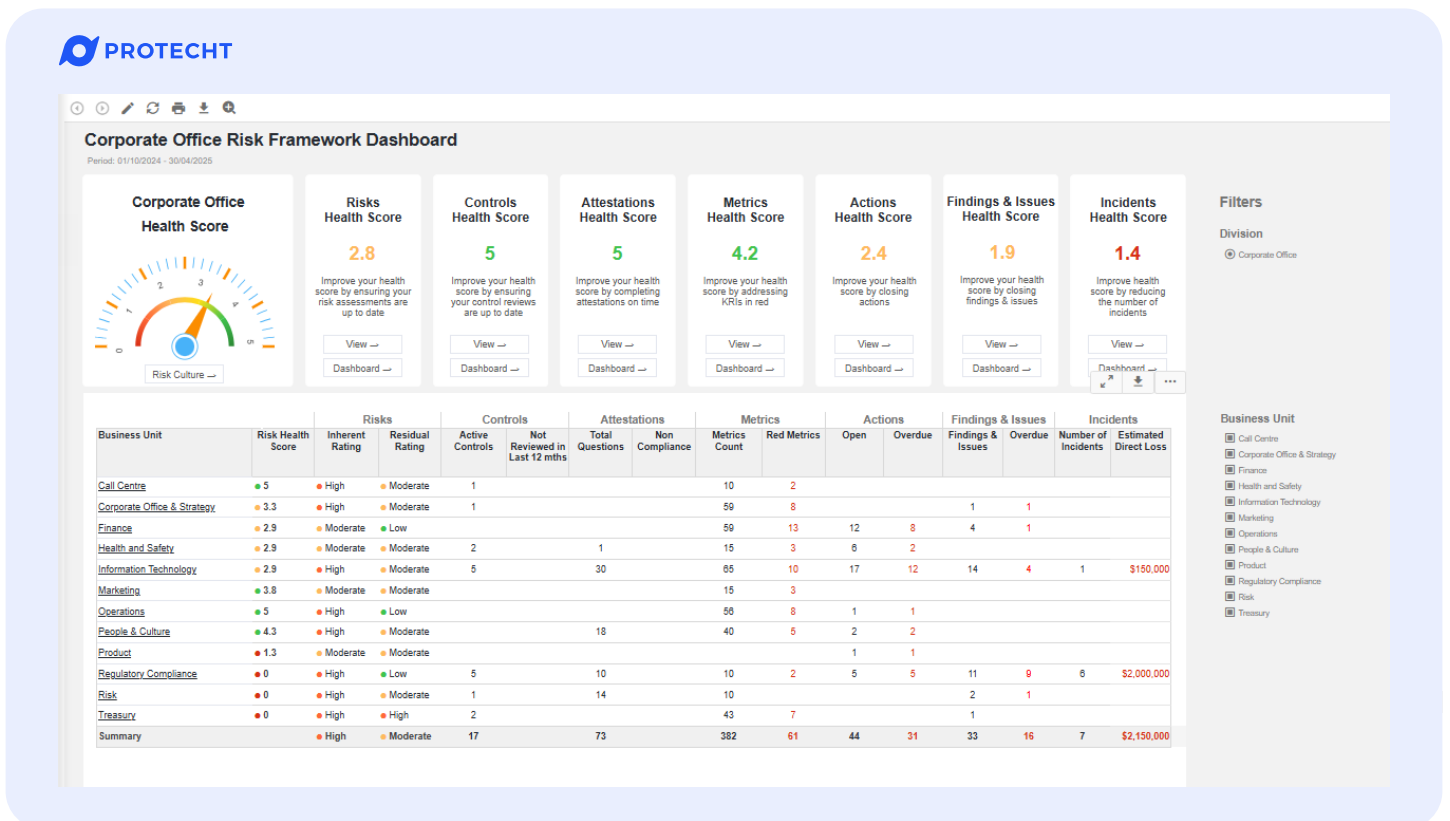 PROTECHT
Corporate Office Risk Framework Dashboard
Period: 01/10/2024 - 30/04/2025
Corporate Office
Health Score
0 1 2 3 4 5
Risk Culture
Risks
Health Score
2.8
Improve your health
score by ensuring your
risk assessments are
up to date
View
Dashboard
Controls
Health Score
5
Improve your health
score by ensuring
your control reviews
are up to date
View
Dashboard
Attestations
Health Score
5
Improve your health
score by completing
attestations on time
View
Dashboard
Metrics
Health Score
4.2
Improve your health
score by addressing
KRIs in red
View
Dashboard
Actions
Health Score
2.4
Improve your health
score by closing
actions
View
Dashboard
Findings & Issues
Health Score
1.9
Improve your health
score by closing
findings & issues
View
Dashboard
Incidents
Health Score
1.4
Improve your health
score by reducing
the number of
incidents
View
Dashboard
Filters
Division
Corporate Office
Risks Controls Attestations Metrics Actions Findings & Issues Incidents
Business Unit Risk Health Inherent Residual Active Not Total Non Metrics Red Metrics Open Overdue Findings & Overdue Number of Estimated
Score Rating Rating Controls Reviewed in Questions Compliance Count Issues Incidents Direct Loss
Last 12 mths
Call Centre 5 High Moderate 1 10 2
Corporate Office & Strategy 3.3 High Moderate 1 59 8 1 1
Finance 2.9 Moderate Low 59 13 12 8 4 1
Health and Safety 2.9 Moderate Moderate 2 1 15 3 6 2
Information Technology 2.9 High Moderate 5 30 65 10 17 12 14 4 1 $150,000
Marketing 3.8 Moderate Moderate 15 3
Operations 5 High Low 56 8 1 1
People & Culture 4.3 High Moderate 18 40 5 2 2
Product 1.3 Moderate Moderate 1 1
Regulatory Compliance 0 High Low 5 10 10 2 5 5 11 9 6 $2,000,000
Risk 0 High Moderate 1 14 10 2 1
Treasury 0 High High 2 43 7 1
Summary High Moderate 17 73 382 61 44 31 33 16 7 $2,150,000
Business Unit
Call Centre
Corporate Office & Strategy
Finance
Health and Safety
Information Technology
Marketing
Operations
People & Culture
Product
Regulatory Compliance
Risk
Treasury